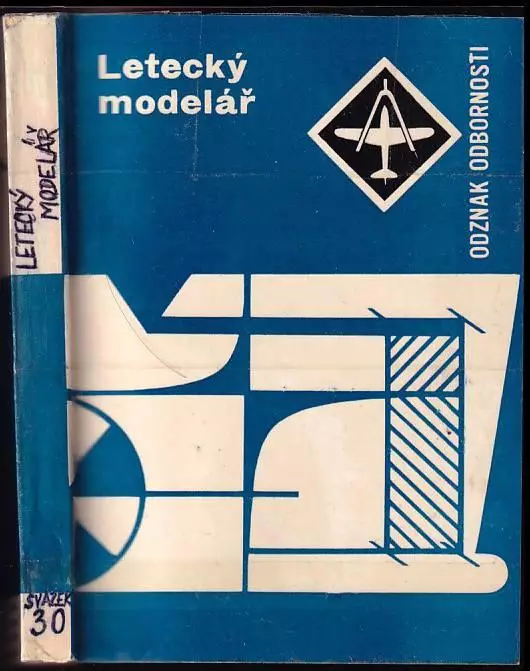 Letecký
modelář
ODZNAK ODBORNOSTI
LETECKÝ
MODELÁŘ
SVAZEK
30